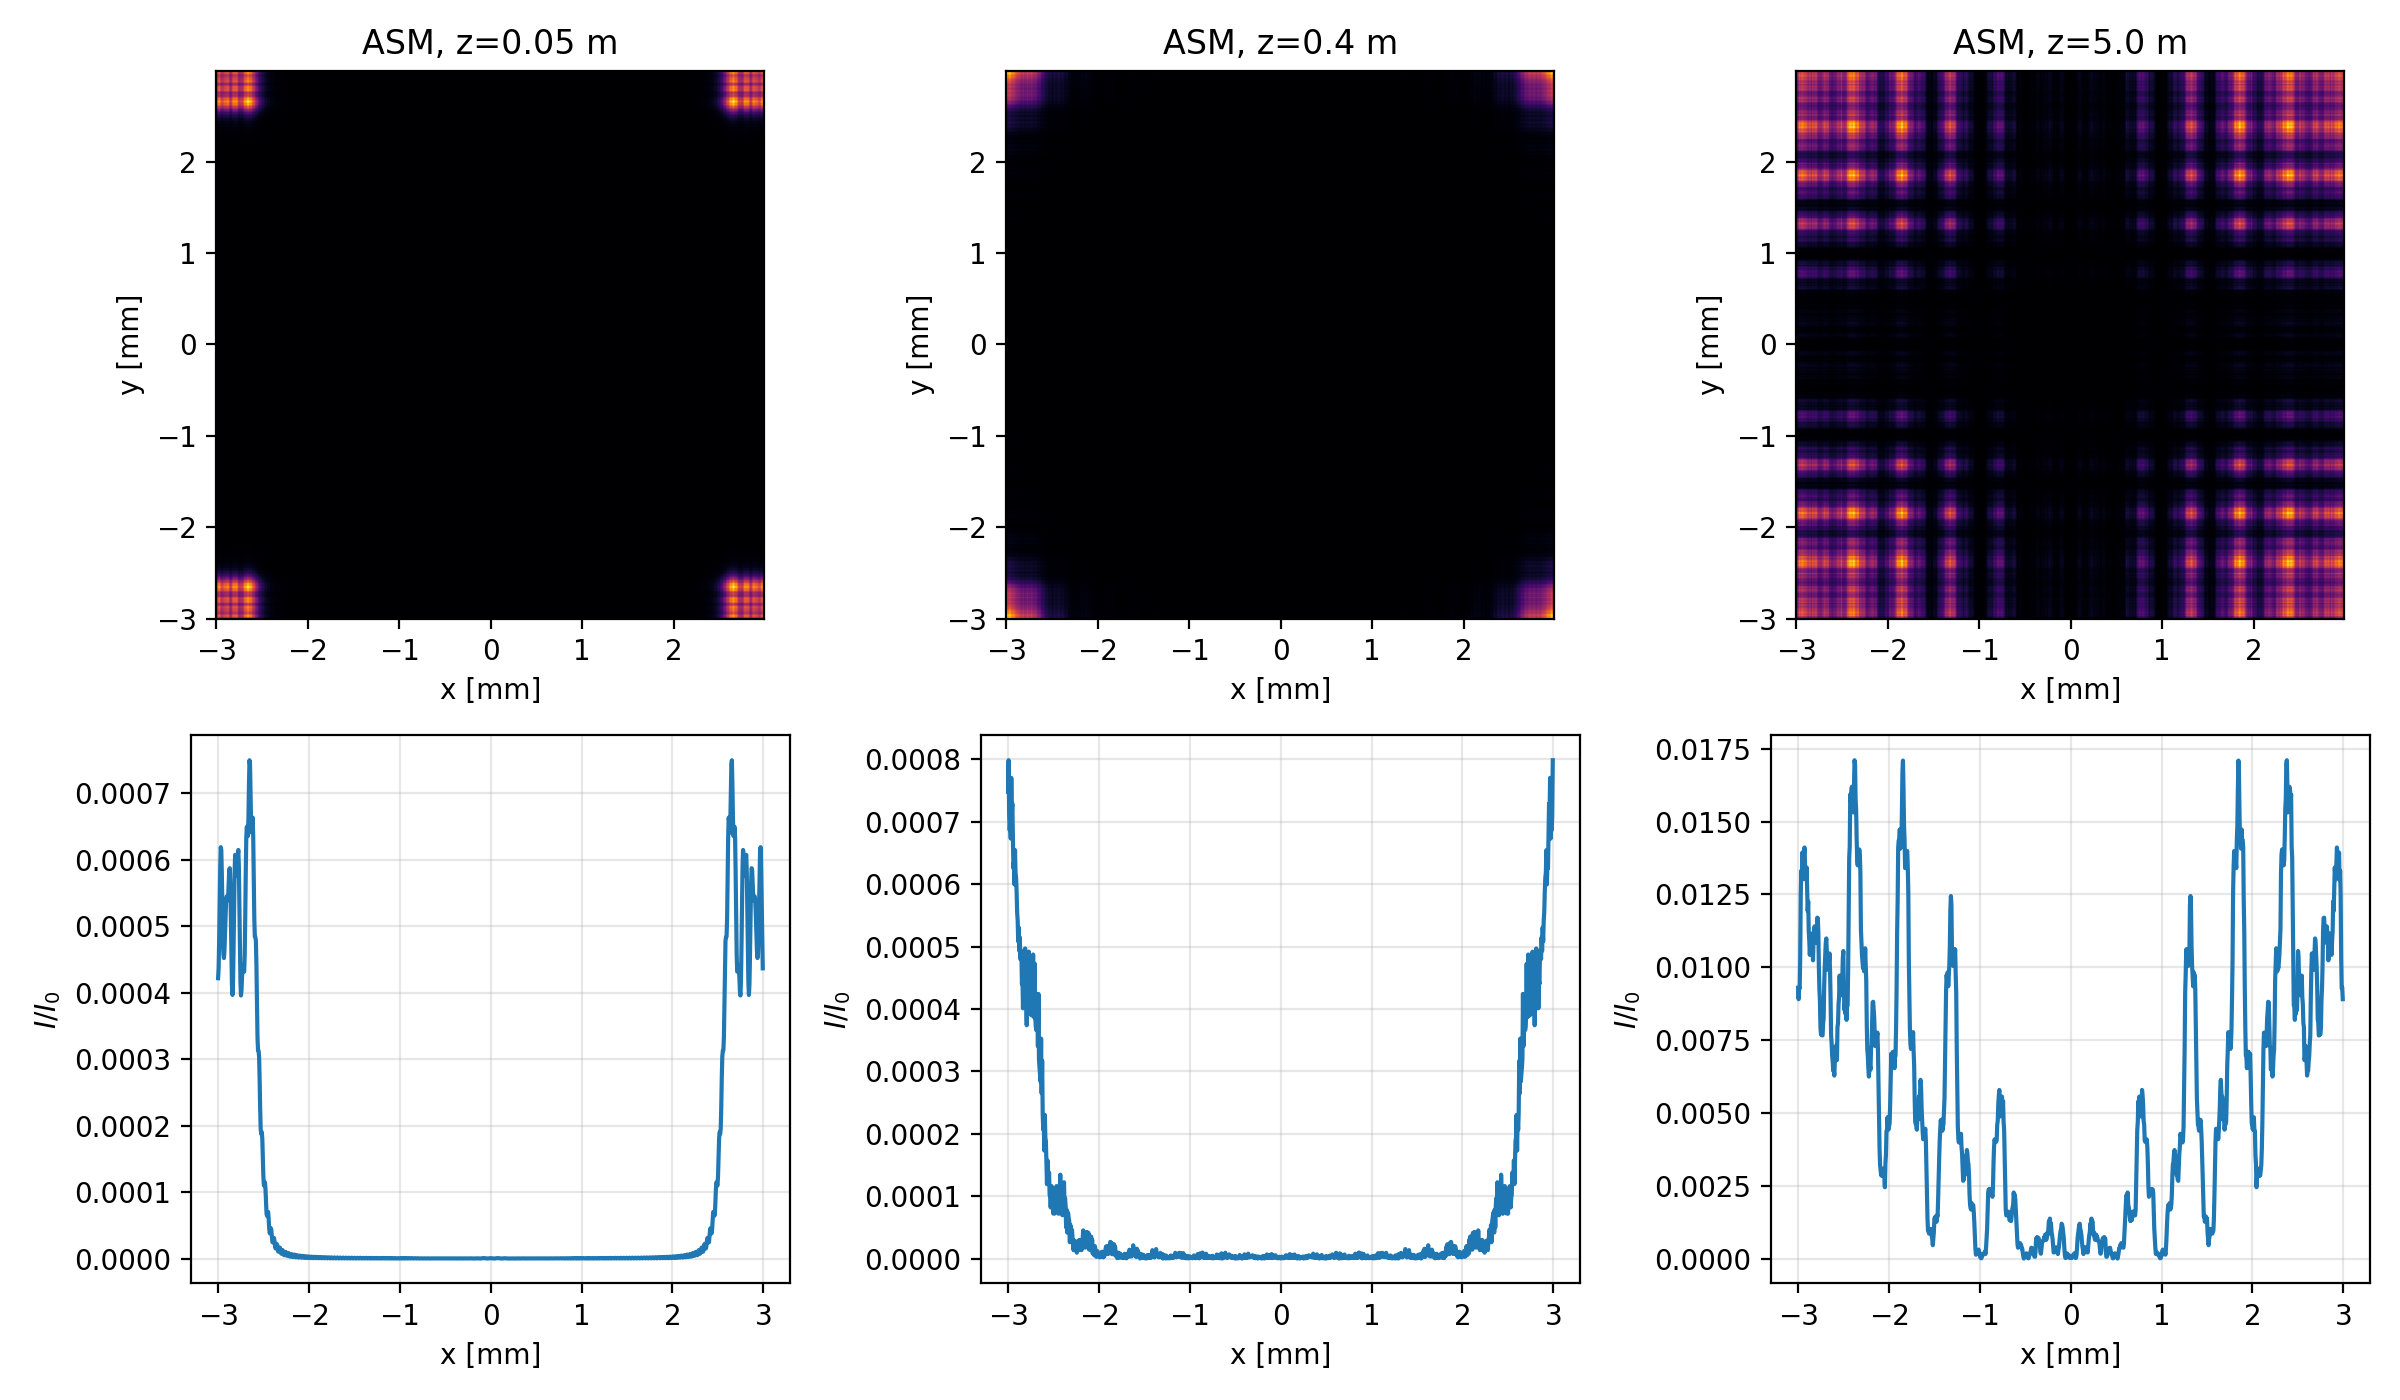 ASM, z=0.05 m
ASM, z=0.4 m
ASM, z=5.0 m
2
1
0
−1
−2
−3
y [mm]
−3 −2 −1 0 1 2
x [mm]
2
1
0
−1
−2
−3
y [mm]
−3 −2 −1 0 1 2
x [mm]
2
1
0
−1
−2
−3
y [mm]
−3 −2 −1 0 1 2
x [mm]
0.0007
0.0006
0.0005
0.0004
0.0003
0.0002
0.0001
0.0000
I/I₀
−3 −2 −1 0 1 2 3
x [mm]
0.0008
0.0007
0.0006
0.0005
0.0004
0.0003
0.0002
0.0001
0.0000
I/I₀
−3 −2 −1 0 1 2 3
x [mm]
0.0175
0.0150
0.0125
0.0100
0.0075
0.0050
0.0025
0.0000
I/I₀
−3 −2 −1 0 1 2 3
x [mm]